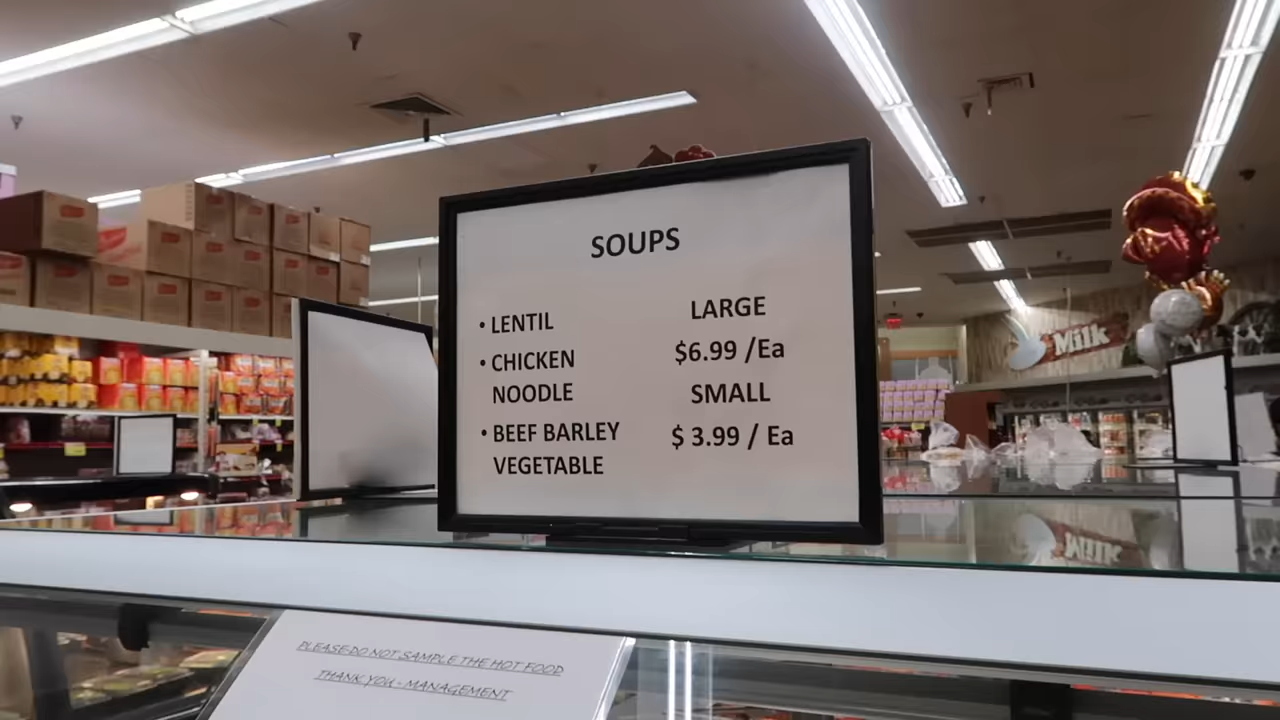 SOUPS
• LENTIL
• CHICKEN
NOODLE
• BEEF BARLEY
VEGETABLE
LARGE
$6.99 /Ea
SMALL
$ 3.99 / Ea
Milk
PLEASE DO NOT SAMPLE THE HOT FOOD
THANK YOU - MANAGEMENT